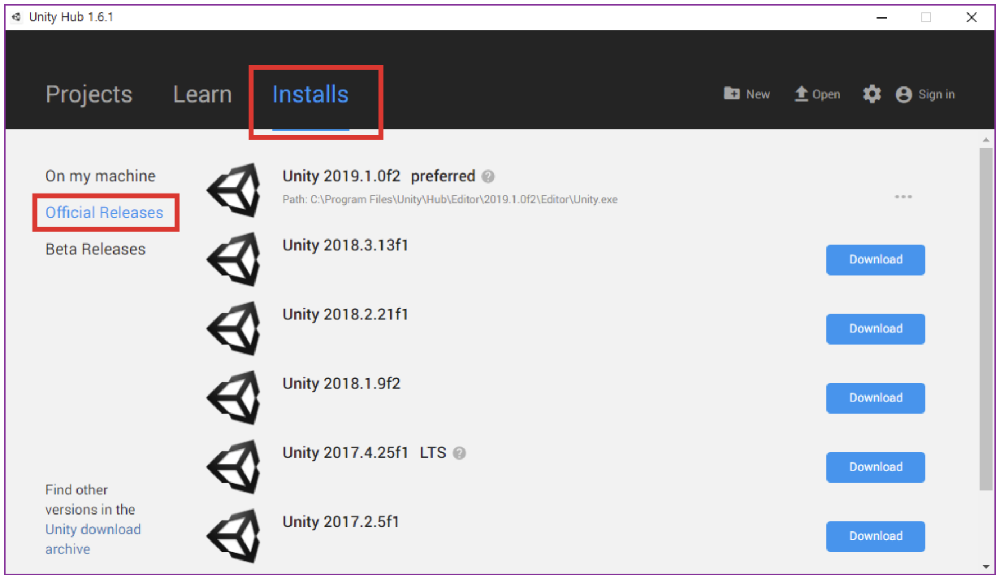 Unity Hub 1.6.1
Projects Learn Installs New Open Sign in
On my machine
Official Releases
Beta Releases
Unity 2019.1.0f2 preferred ?
Path: C:\Program Files\Unity\Hub\Editor\2019.1.0f2\Editor\Unity.exe
Unity 2018.3.13f1
Download
Unity 2018.2.21f1
Download
Unity 2018.1.9f2
Download
Unity 2017.4.25f1 LTS ?
Download
Unity 2017.2.5f1
Download
Find other
versions in the
Unity download
archive